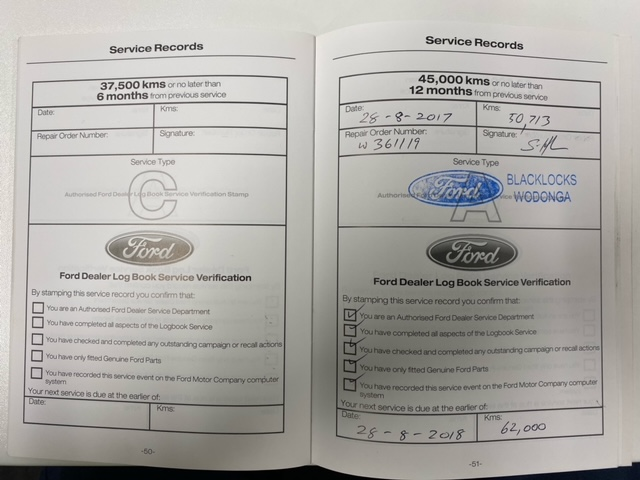 Service Records
37,500 kms or no later than
6 months from previous service
Date:
Kms:
Repair Order Number:
Signature:
Service Type
C
Authorised Ford Dealer Log Book Service Verification Stamp
Ford
Ford Dealer Log Book Service Verification
By stamping this service record you confirm that:
You are an Authorised Ford Dealer Service Department
You have completed all aspects of the Logbook Service
You have checked and completed any outstanding campaign or recall actions
You have only fitted Genuine Ford Parts
You have recorded this service event on the Ford Motor Company computer
system
Your next service is due at the earlier of:
Date:
Kms:
-50-
Service Records
45,000 kms or no later than
12 months from previous service
Date:
28-8-2017
Kms:
50,713
Repair Order Number:
W 361119
Signature:
Service Type
A
Ford
BLACKLOCKS
WODONGA
Ford
Ford Dealer Log Book Service Verification
By stamping this service record you confirm that:
You are an Authorised Ford Dealer Service Department
You have completed all aspects of the Logbook Service
You have checked and completed any outstanding campaign or recall actions
You have only fitted Genuine Ford Parts
You have recorded this service event on the Ford Motor Company computer
system
Your next service is due at the earlier of:
Date:
28-8-2018
Kms:
62,000
-51-